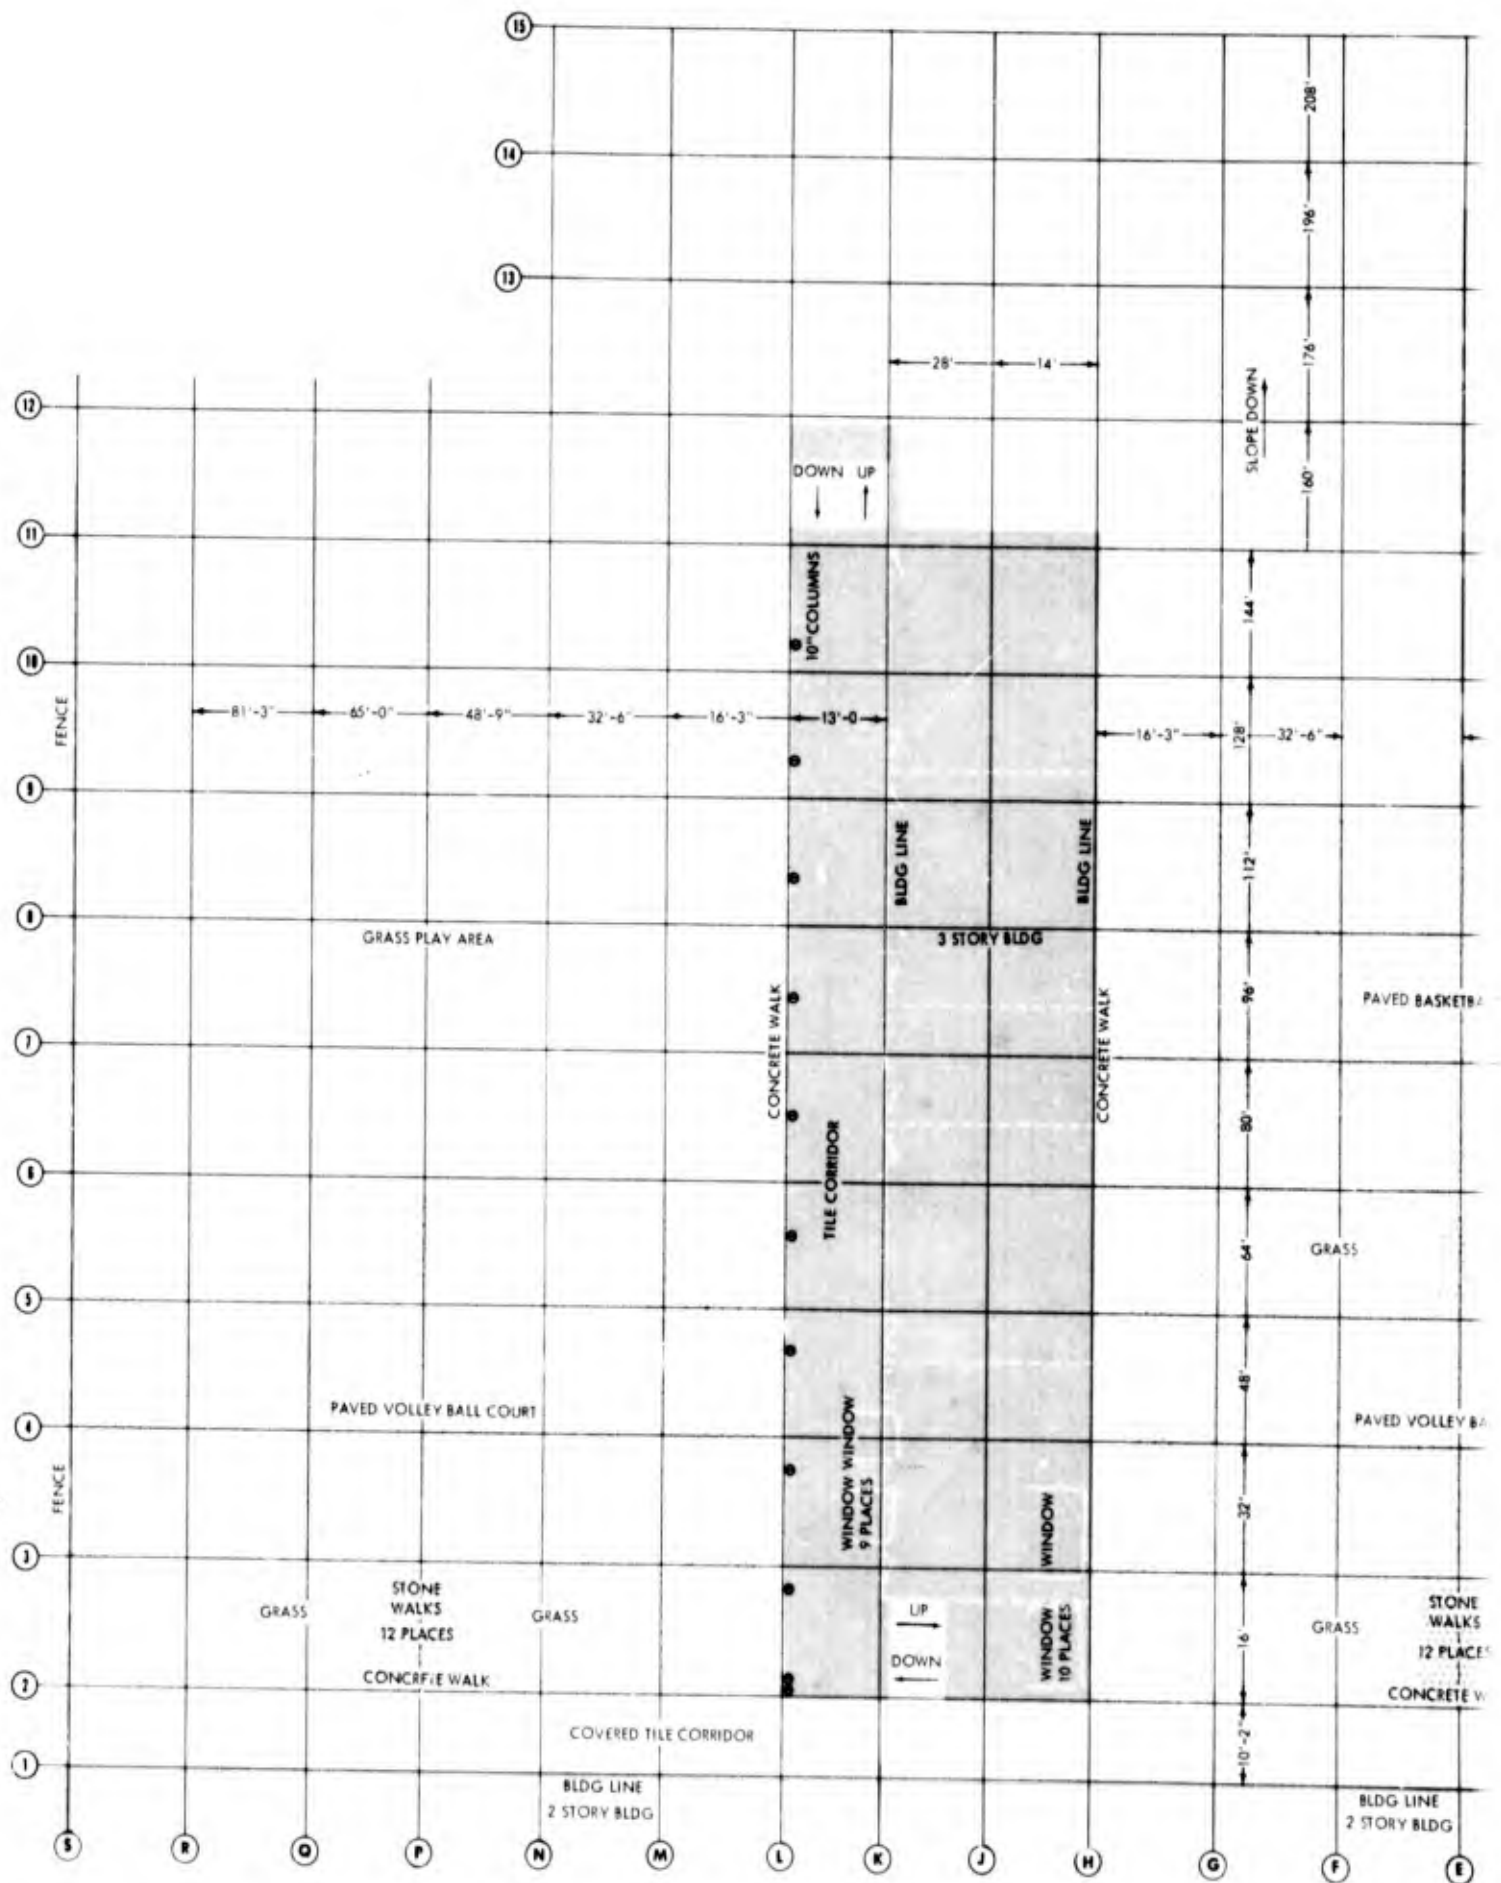 15
208'
14
196'
13
176'
28'
14'
SLOPE DOWN
12
160'
DOWN UP
11
10" COLUMNS
144'
10
FENCE
81'-3"
65'-0"
48'-9"
32'-6"
16'-3"
13'-0
16'-3"
128'
32'-6"
9
BLDG LINE
BLDG LINE
112'
8
GRASS PLAY AREA
3 STORY BLDG
CONCRETE WALK
CONCRETE WALK
96'
PAVED BASKETBA
7
80'
TILE CORRIDOR
6
64'
GRASS
5
48'
PAVED VOLLEY BALL COURT
PAVED VOLLEY BA
4
FENCE
WINDOW WINDOW
9 PLACES
WINDOW
32'
3
GRASS
STONE
WALKS
12 PLACES
GRASS
UP
DOWN
WINDOW
10 PLACES
16'
GRASS
STONE
WALKS
12 PLACES
CONCRETE WALK
CONCRETE W
2
COVERED TILE CORRIDOR
10'-2"
1
BLDG LINE
2 STORY BLDG
BLDG LINE
2 STORY BLDG
S R Q P N M L K J H G F E